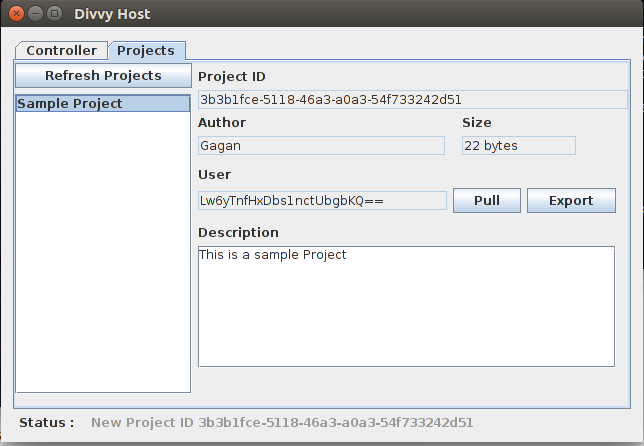 Divvy Host
Controller Projects
Refresh Projects
Sample Project
Project ID
3b3b1fce-5118-46a3-a0a3-54f733242d51
Author Size
Gagan 22 bytes
User
Lw6yTnfHxDbs1nctUbgbKQ== Pull Export
Description
This is a sample Project
Status : New Project ID 3b3b1fce-5118-46a3-a0a3-54f733242d51